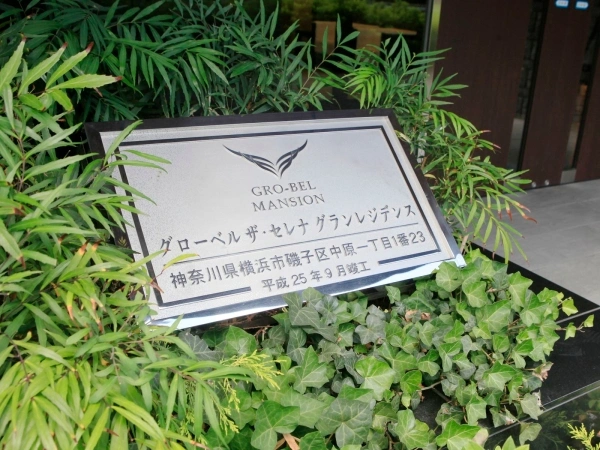 GRO-BEL
MANSION
グローベル ザ・セレナ グランレジデンス
神奈川県横浜市磯子区中原一丁目1番23
平成25年9月竣工